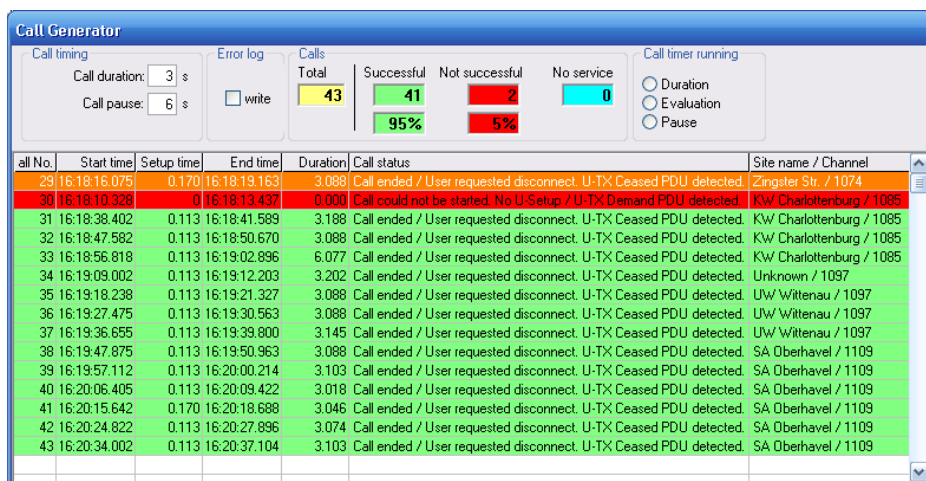 Call Generator
Call timing Error log Calls Call timer running
Call duration: 3 s Total Successful Not successful No service Duration
write 43 41 2 0 Evaluation
Call pause: 6 s 95% 5% Pause
all No. Start time Setup time End time Duration Call status Site name / Channel
29 16:18:16.075 0.170 16:18:19.163 3.088 Call ended / User requested disconnect. U-TX Ceased PDU detected. Zingster Str. / 1074
30 16:18:10.328 0 16:18:13.437 0.000 Call could not be started. No U-Setup / U-TX Demand PDU detected. KW Charlottenburg / 1085
31 16:18:38.402 0.113 16:18:41.589 3.188 Call ended / User requested disconnect. U-TX Ceased PDU detected. KW Charlottenburg / 1085
32 16:18:47.582 0.113 16:18:50.670 3.088 Call ended / User requested disconnect. U-TX Ceased PDU detected. KW Charlottenburg / 1085
33 16:18:56.818 0.113 16:19:02.896 6.077 Call ended / User requested disconnect. U-TX Ceased PDU detected. KW Charlottenburg / 1085
34 16:19:09.002 0.113 16:19:12.203 3.202 Call ended / User requested disconnect. U-TX Ceased PDU detected. Unknown / 1097
35 16:19:18.238 0.113 16:19:21.327 3.088 Call ended / User requested disconnect. U-TX Ceased PDU detected. UW Wittenau / 1097
36 16:19:27.475 0.113 16:19:30.563 3.088 Call ended / User requested disconnect. U-TX Ceased PDU detected. UW Wittenau / 1097
37 16:19:36.655 0.113 16:19:39.800 3.145 Call ended / User requested disconnect. U-TX Ceased PDU detected. UW Wittenau / 1097
38 16:19:47.875 0.113 16:19:50.963 3.088 Call ended / User requested disconnect. U-TX Ceased PDU detected. SA Oberhavel / 1109
39 16:19:57.112 0.113 16:20:00.214 3.103 Call ended / User requested disconnect. U-TX Ceased PDU detected. SA Oberhavel / 1109
40 16:20:06.405 0.113 16:20:09.422 3.018 Call ended / User requested disconnect. U-TX Ceased PDU detected. SA Oberhavel / 1109
41 16:20:15.642 0.170 16:20:18.688 3.046 Call ended / User requested disconnect. U-TX Ceased PDU detected. SA Oberhavel / 1109
42 16:20:24.822 0.113 16:20:27.896 3.074 Call ended / User requested disconnect. U-TX Ceased PDU detected. SA Oberhavel / 1109
43 16:20:34.002 0.113 16:20:37.104 3.103 Call ended / User requested disconnect. U-TX Ceased PDU detected. SA Oberhavel / 1109